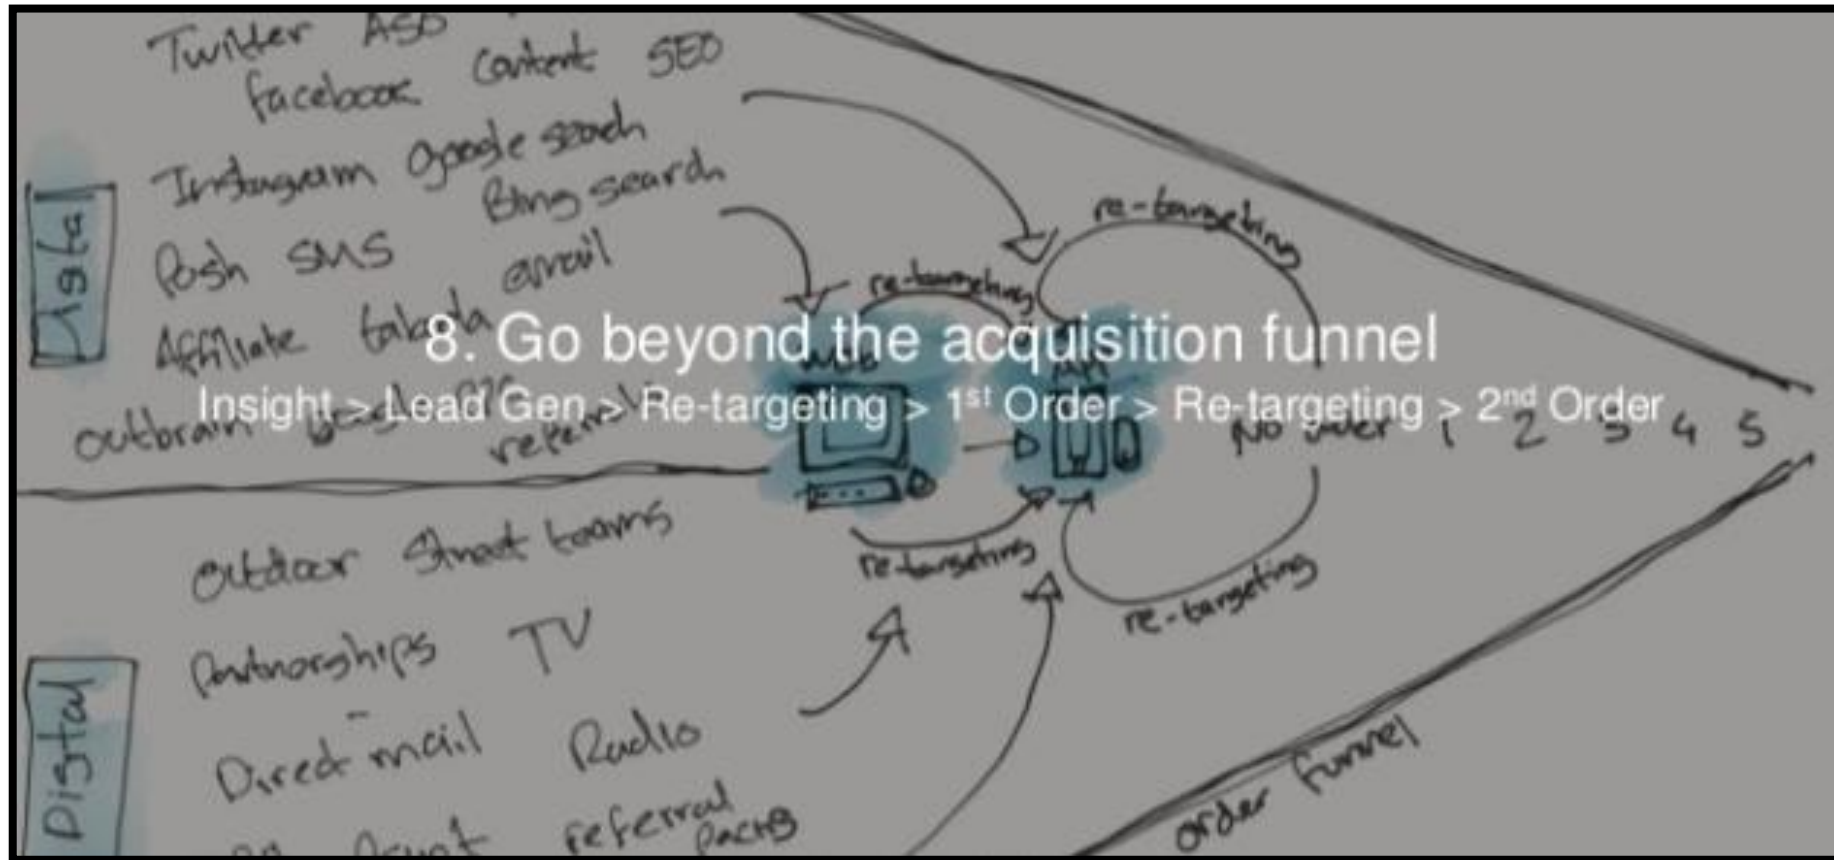 Twitter ASO
facebook Content SEO
Instagram google search
Bing search
Push SMS
email
Affiliate
Outbrain
referral
8. Go beyond the acquisition funnel
Insight > Lead Gen > Re-targeting > 1st Order > Re-targeting > 2nd Order
Web
re-targeting
re-targeting
No order 1 2 3 4 5
re-targeting
re-targeting
Outdoor Street teams
Partnerships TV
Direct mail Radio
referral
Packs
Digital
order funnel